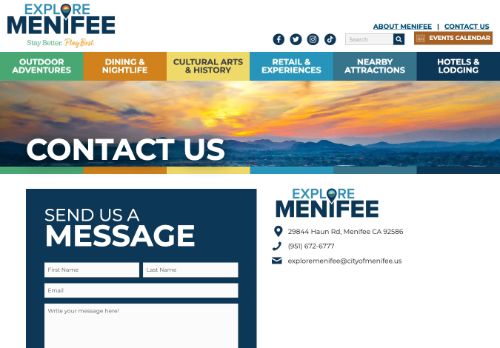 EXPLORE
MENIFEE
Stay Better. Play Best.
ABOUT MENIFEE | CONTACT US
Search
EVENTS CALENDAR
OUTDOOR
ADVENTURES
DINING &
NIGHTLIFE
CULTURAL ARTS
& HISTORY
RETAIL &
EXPERIENCES
NEARBY
ATTRACTIONS
HOTELS &
LODGING
CONTACT US
SEND US A
MESSAGE
First Name
Last Name
Email
Write your message here!
EXPLORE
MENIFEE
29844 Haun Rd, Menifee CA 92586
(951) 672-6777
exploremenifee@cityofmenifee.us